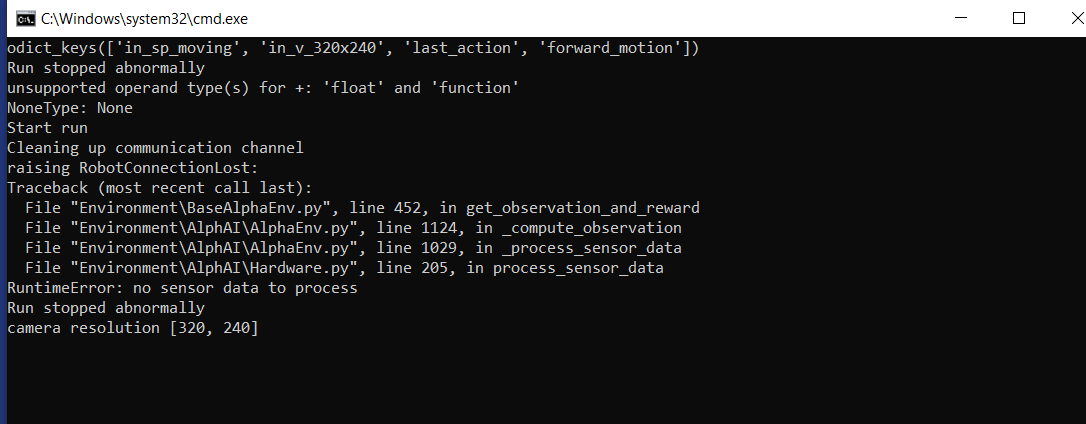 C:\Windows\system32\cmd.exe
odict_keys(['in_sp_moving', 'in_v_320x240', 'last_action', 'forward_motion'])
Run stopped abnormally
unsupported operand type(s) for +: 'float' and 'function'
NoneType: None
Start run
Cleaning up communication channel
raising RobotConnectionLost:
Traceback (most recent call last):
  File "Environment\BaseAlphaEnv.py", line 452, in get_observation_and_reward
  File "Environment\AlphAI\AlphaEnv.py", line 1124, in _compute_observation
  File "Environment\AlphAI\AlphaEnv.py", line 1029, in _process_sensor_data
  File "Environment\AlphAI\Hardware.py", line 205, in process_sensor_data
RuntimeError: no sensor data to process
Run stopped abnormally
camera resolution [320, 240]